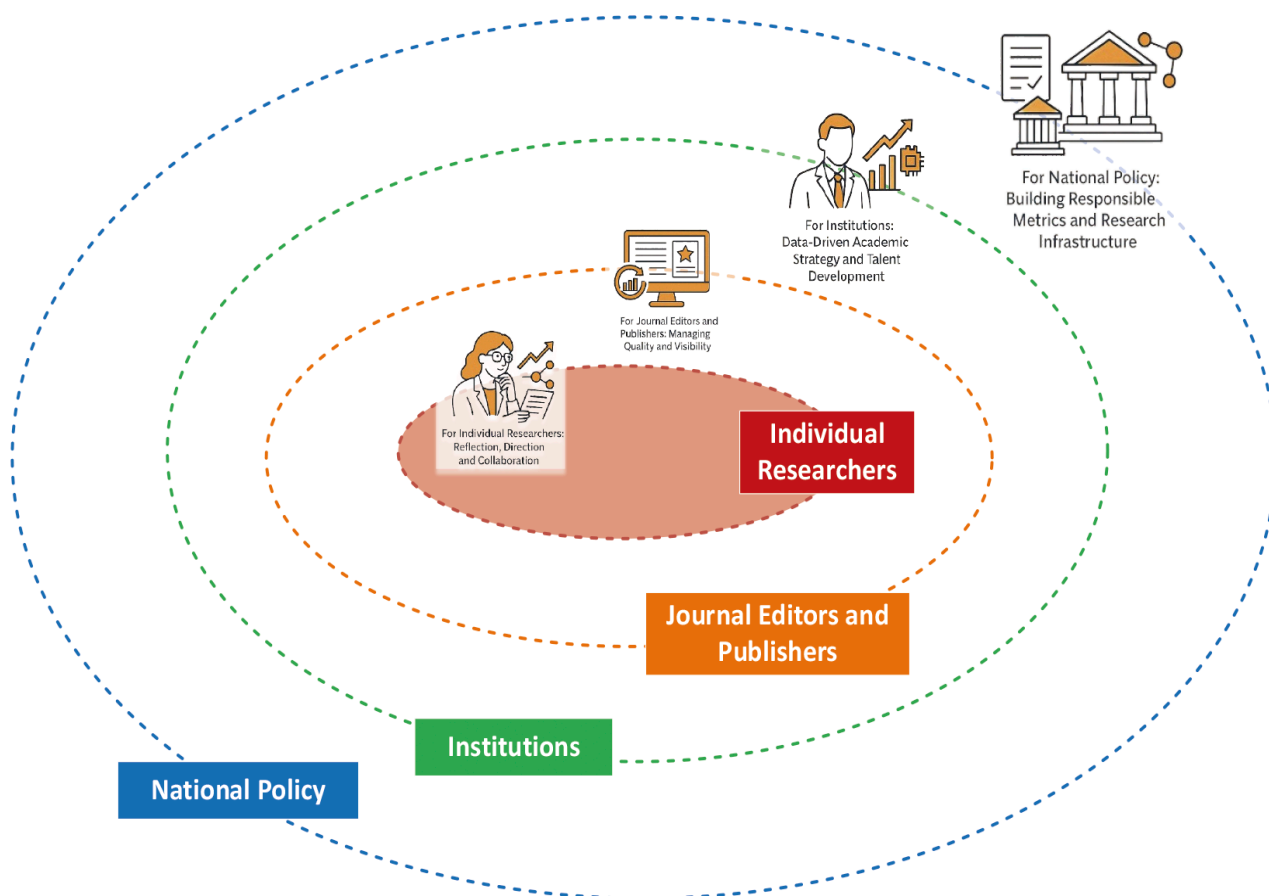 For National Policy:
Building Responsible
Metrics and Research
Infrastructure
For Institutions:
Data-Driven Academic
Strategy and Talent
Development
For Journal Editors and
Publishers: Managing
Quality and Visibility
For Individual Researchers:
Reflection, Direction
and Collaboration
Individual
Researchers
Journal Editors and
Publishers
Institutions
National Policy